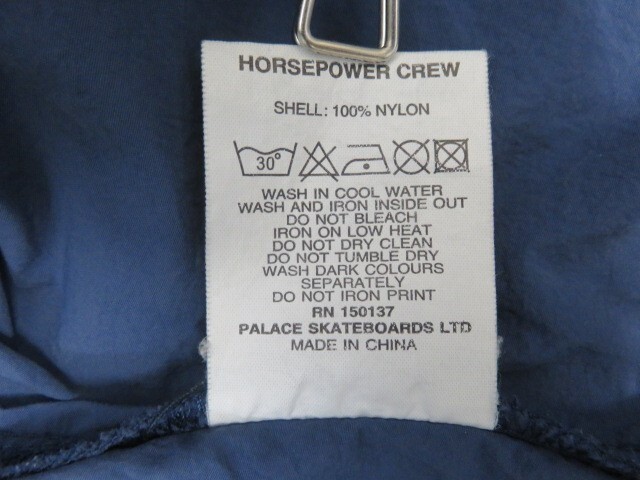 HORSEPOWER CREW
SHELL: 100% NYLON
30°
WASH IN COOL WATER
WASH AND IRON INSIDE OUT
DO NOT BLEACH
IRON ON LOW HEAT
DO NOT DRY CLEAN
DO NOT TUMBLE DRY
WASH DARK COLOURS
SEPARATELY
DO NOT IRON PRINT
RN 150137
PALACE SKATEBOARDS LTD
MADE IN CHINA